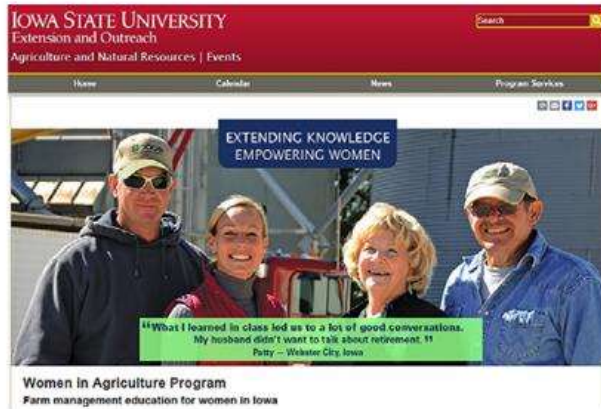 IOWA STATE UNIVERSITY
Extension and Outreach
Agriculture and Natural Resources | Events
Search
Home
Calendar
News
Program Services
EXTENDING KNOWLEDGE
EMPOWERING WOMEN
“What I learned in class led us to a lot of good conversations.
My husband didn't want to talk about retirement.”
Patty — Webster City, Iowa
Women in Agriculture Program
Farm management education for women in Iowa